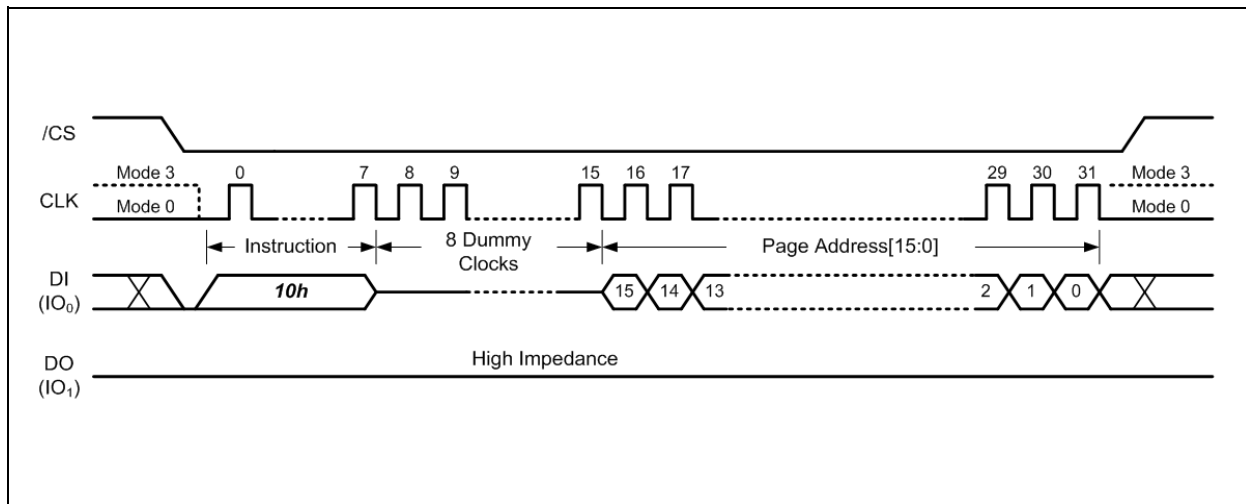 /CS
Mode 3 0 7 8 9 15 16 17 29 30 31 Mode 3
CLK
Mode 0 Mode 0
Instruction 8 Dummy Clocks Page Address[15:0]
DI (IO₀) 10h 15 14 13 2 1 0
High Impedance
DO (IO₁)